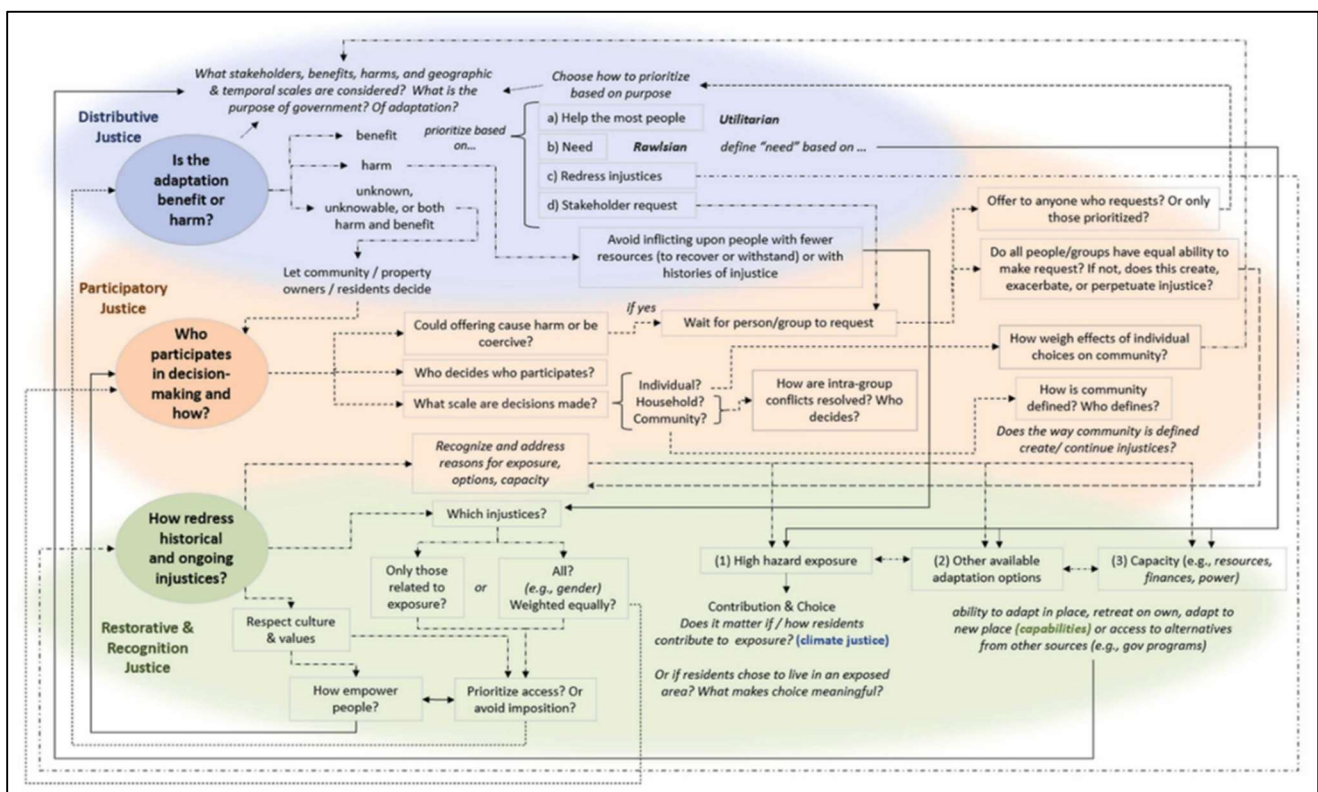 What stakeholders, benefits, harms, and geographic
& temporal scales are considered? What is the
purpose of government? Of adaptation?
Choose how to prioritize
based on purpose
Distributive
Justice
Is the
adaptation
benefit or
harm?
benefit
harm
unknown,
unknowable, or both
harm and benefit
prioritize based
on...
a) Help the most people
Utilitarian
b) Need
Rawlsian
define "need" based on ...
c) Redress injustices
d) Stakeholder request
Offer to anyone who requests? Or only
those prioritized?
Avoid inflicting upon people with fewer
resources (to recover or withstand) or with
histories of injustice
Do all people/groups have equal ability to
make request? If not, does this create,
exacerbate, or perpetuate injustice?
Let community / property
owners / residents decide
Participatory
Justice
Who
participates
in decision-
making and
how?
Could offering cause harm or be
coercive?
if yes
Wait for person/group to request
Who decides who participates?
What scale are decisions made?
Individual?
Household?
Community?
How are intra-group
conflicts resolved? Who
decides?
How weigh effects of individual
choices on community?
How is community
defined? Who defines?
Does the way community is defined
create/ continue injustices?
Recognize and address
reasons for exposure,
options, capacity
How redress
historical
and ongoing
injustices?
Restorative &
Recognition
Justice
Which injustices?
Only those
related to
exposure?
or
All?
(e.g., gender)
Weighted equally?
Respect culture
& values
How empower
people?
Prioritize access? Or
avoid imposition?
(1) High hazard exposure
(2) Other available
adaptation options
(3) Capacity (e.g., resources,
finances, power)
Contribution & Choice
Does it matter if / how residents
contribute to exposure? (climate justice)
Or if residents chose to live in an exposed
area? What makes choice meaningful?
ability to adapt in place, retreat on own, adapt to
new place (capabilities) or access to alternatives
from other sources (e.g., gov programs)